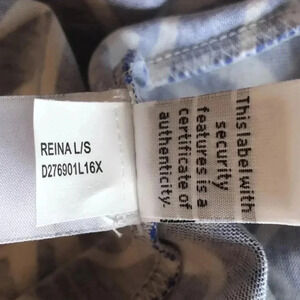 REINA L/S
D276901L16X
This label with
security
features is a
certificate of
authenticity.